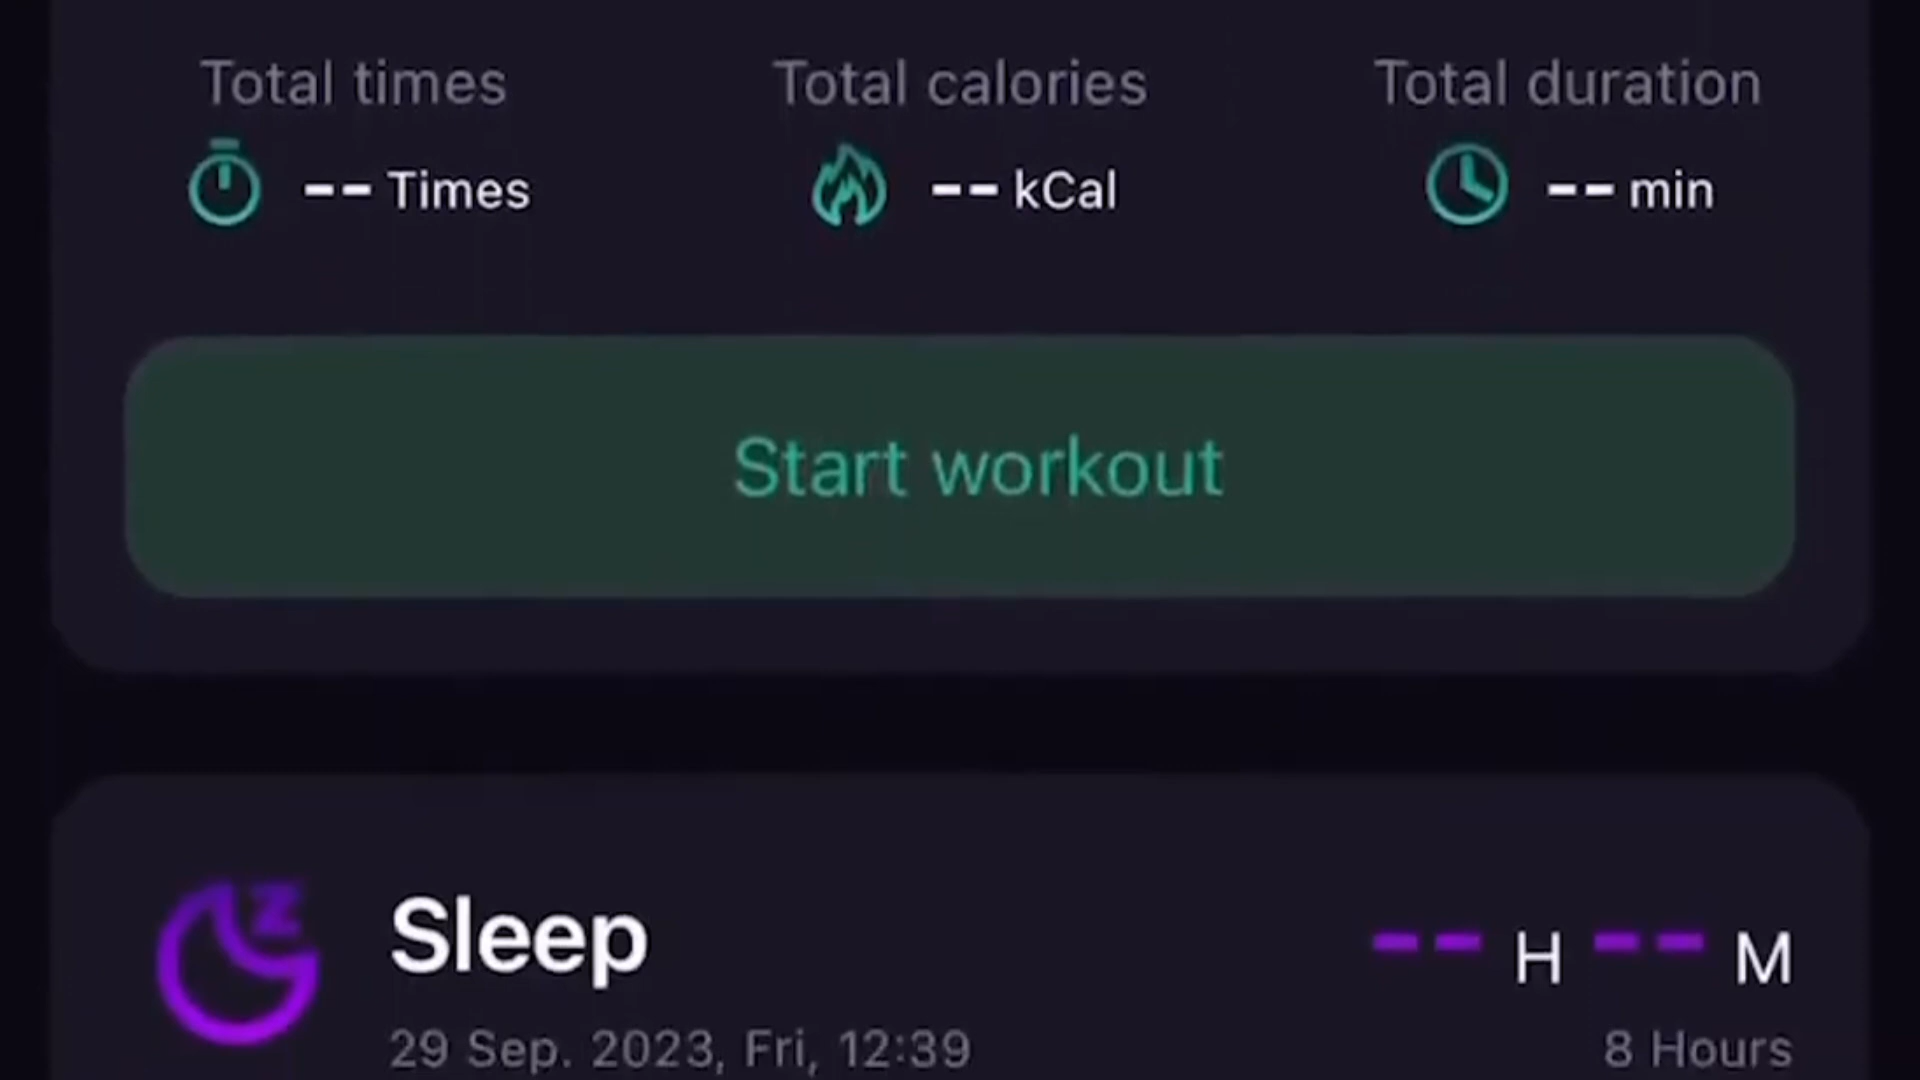 Total times Total calories Total duration
-- Times -- kCal -- min
Start workout
Sleep -- H -- M
29 Sep. 2023, Fri, 12:39 8 Hours